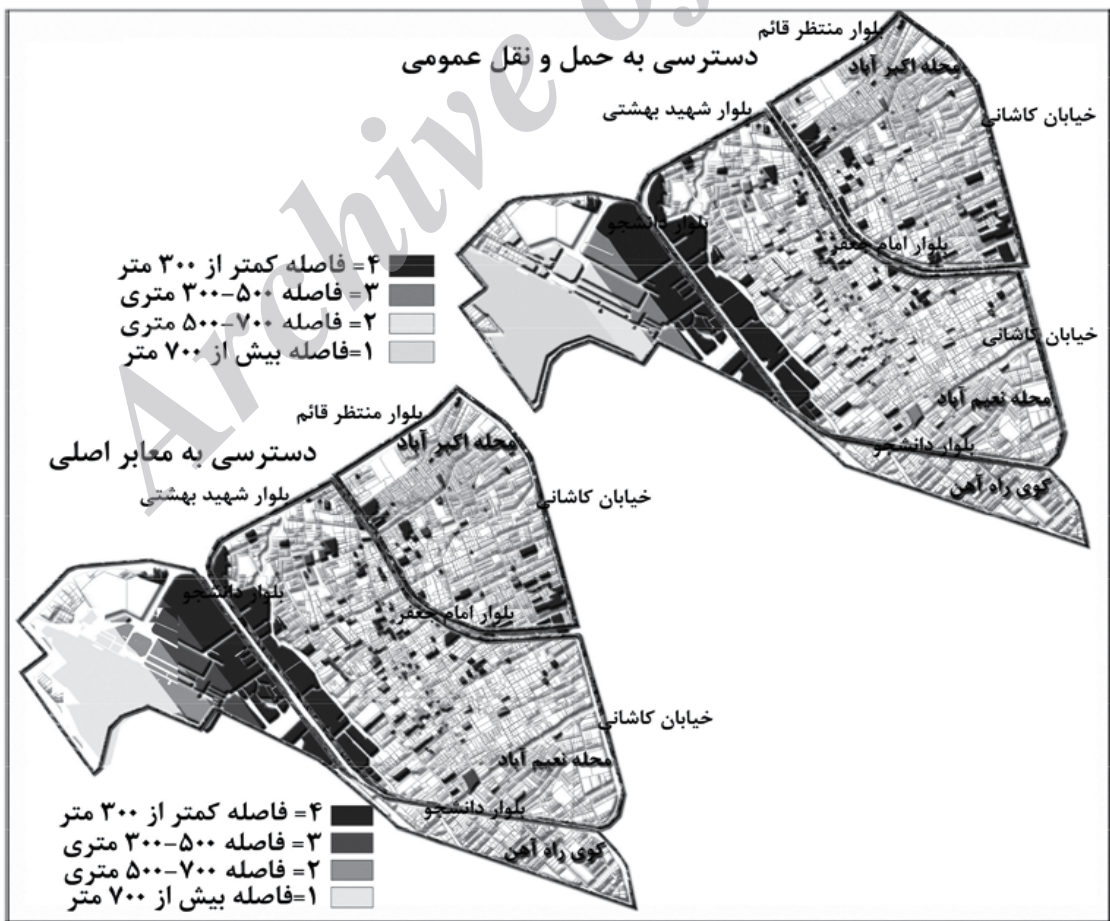 بلوار منتظر قائم
دسترسی به حمل و نقل عمومی
محله اکبر آباد
بلوار شهید بهشتی
خیابان کاشانی
بلوار دانشجو
بلوار امام جعفر
۴= فاصله کمتر از ۳۰۰ متر
۳= فاصله ۵۰۰-۳۰۰ متری
۲= فاصله ۷۰۰-۵۰۰ متری
۱=فاصله بیش از ۷۰۰ متر
خیابان کاشانی
محله نعیم آباد
بلوار دانشجو
کوی راه آهن
بلوار منتظر قائم
دسترسی به معابر اصلی
محله اکبر آباد
بلوار شهید بهشتی
خیابان کاشانی
بلوار دانشجو
بلوار امام جعفر
خیابان کاشانی
محله نعیم آباد
بلوار دانشجو
کوی راه آهن
۴= فاصله کمتر از ۳۰۰ متر
۳= فاصله ۵۰۰-۳۰۰ متری
۲= فاصله ۷۰۰-۵۰۰ متری
۱=فاصله بیش از ۷۰۰ متر
Archive of